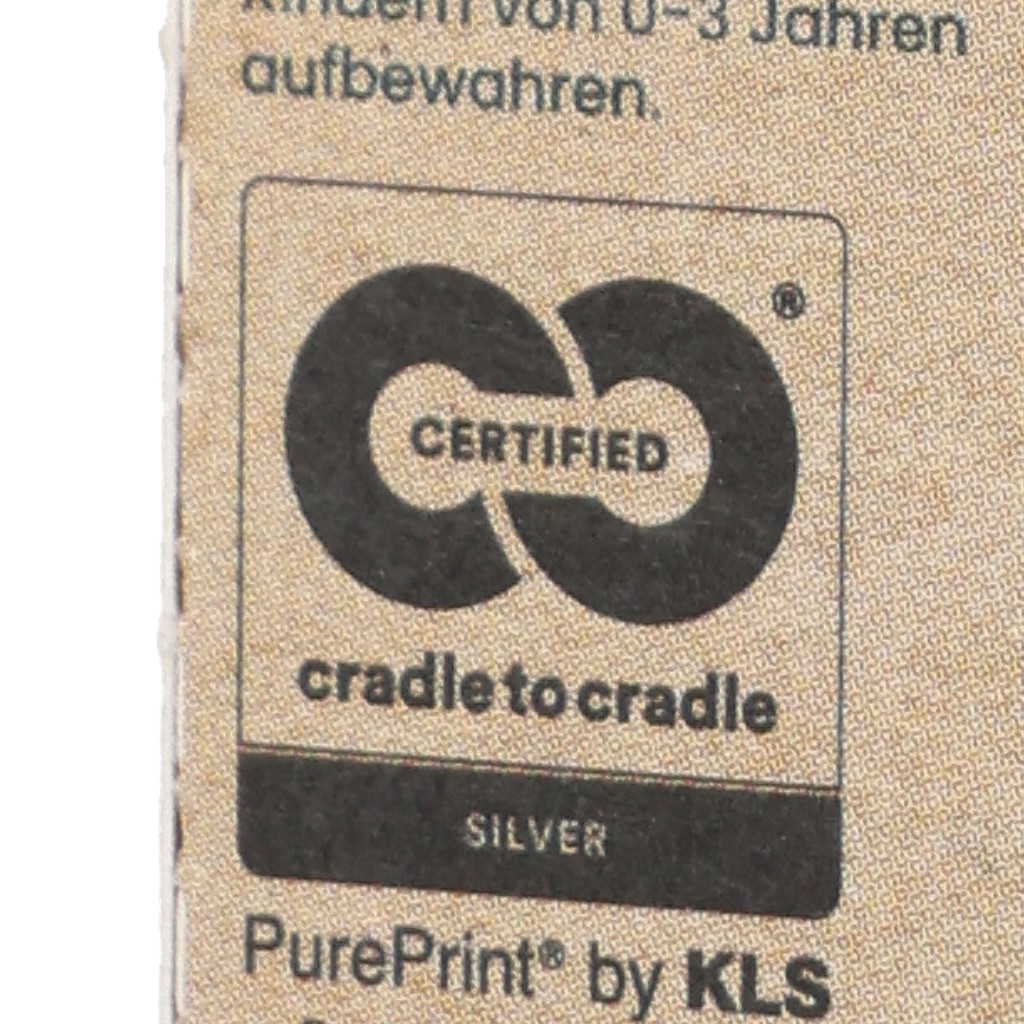 Kindern von 0-3 Jahren
aufbewahren.
®
CERTIFIED
cradle to cradle
SILVER
PurePrint® by KLS